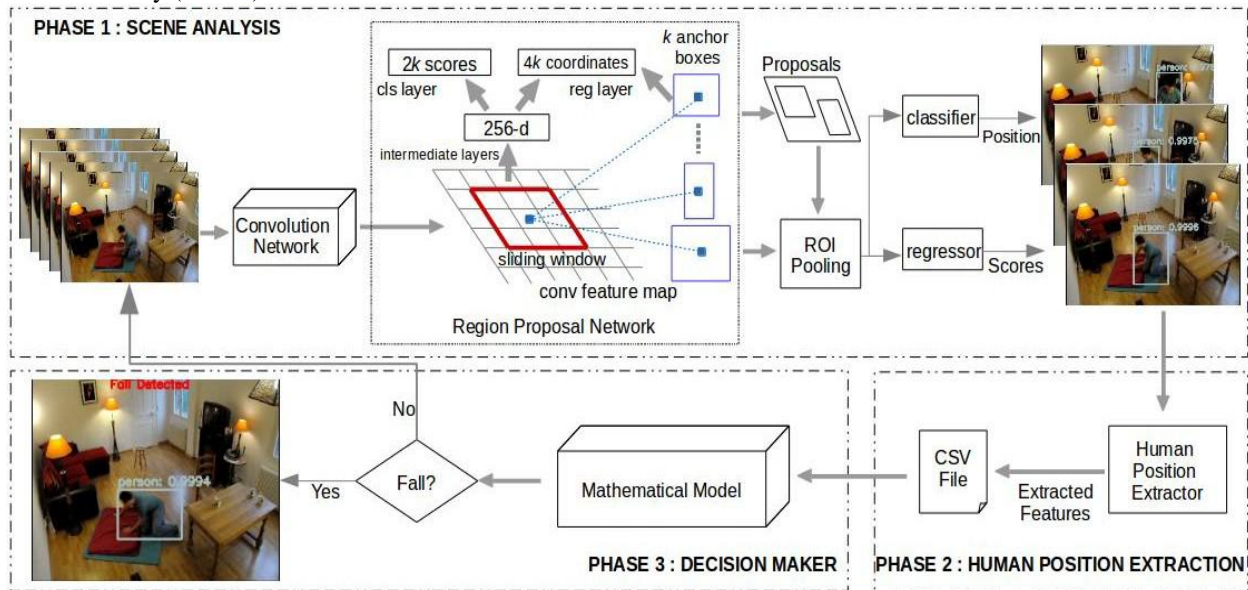 PHASE 1 : SCENE ANALYSIS
k anchor
boxes
2k scores
4k coordinates
cls layer
reg layer
256-d
intermediate layers
sliding window
conv feature map
Region Proposal Network
Convolution
Network
Proposals
ROI
Pooling
classifier
Position
regressor
Scores
person: 0.9975
person: 0.9996
Human
Position
Extractor
Extracted
Features
CSV
File
PHASE 2 : HUMAN POSITION EXTRACTION
Mathematical Model
Fall?
No
Yes
Fall Detected
person: 0.9994
PHASE 3 : DECISION MAKER